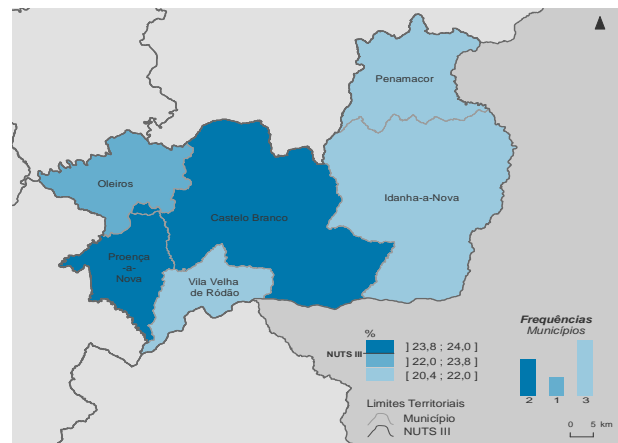 Penamacor
Oleiros
Idanha-a-Nova
Castelo Branco
Proença
-a-
Nova
Vila Velha
de Ródão
%
NUTS III
] 23,8 ; 24,0 ]
] 22,0 ; 23,8 ]
] 20,4 ; 22,0 ]
Limites Territoriais
Município
NUTS III
Frequências
Municípios
2 1 3
0 5 km